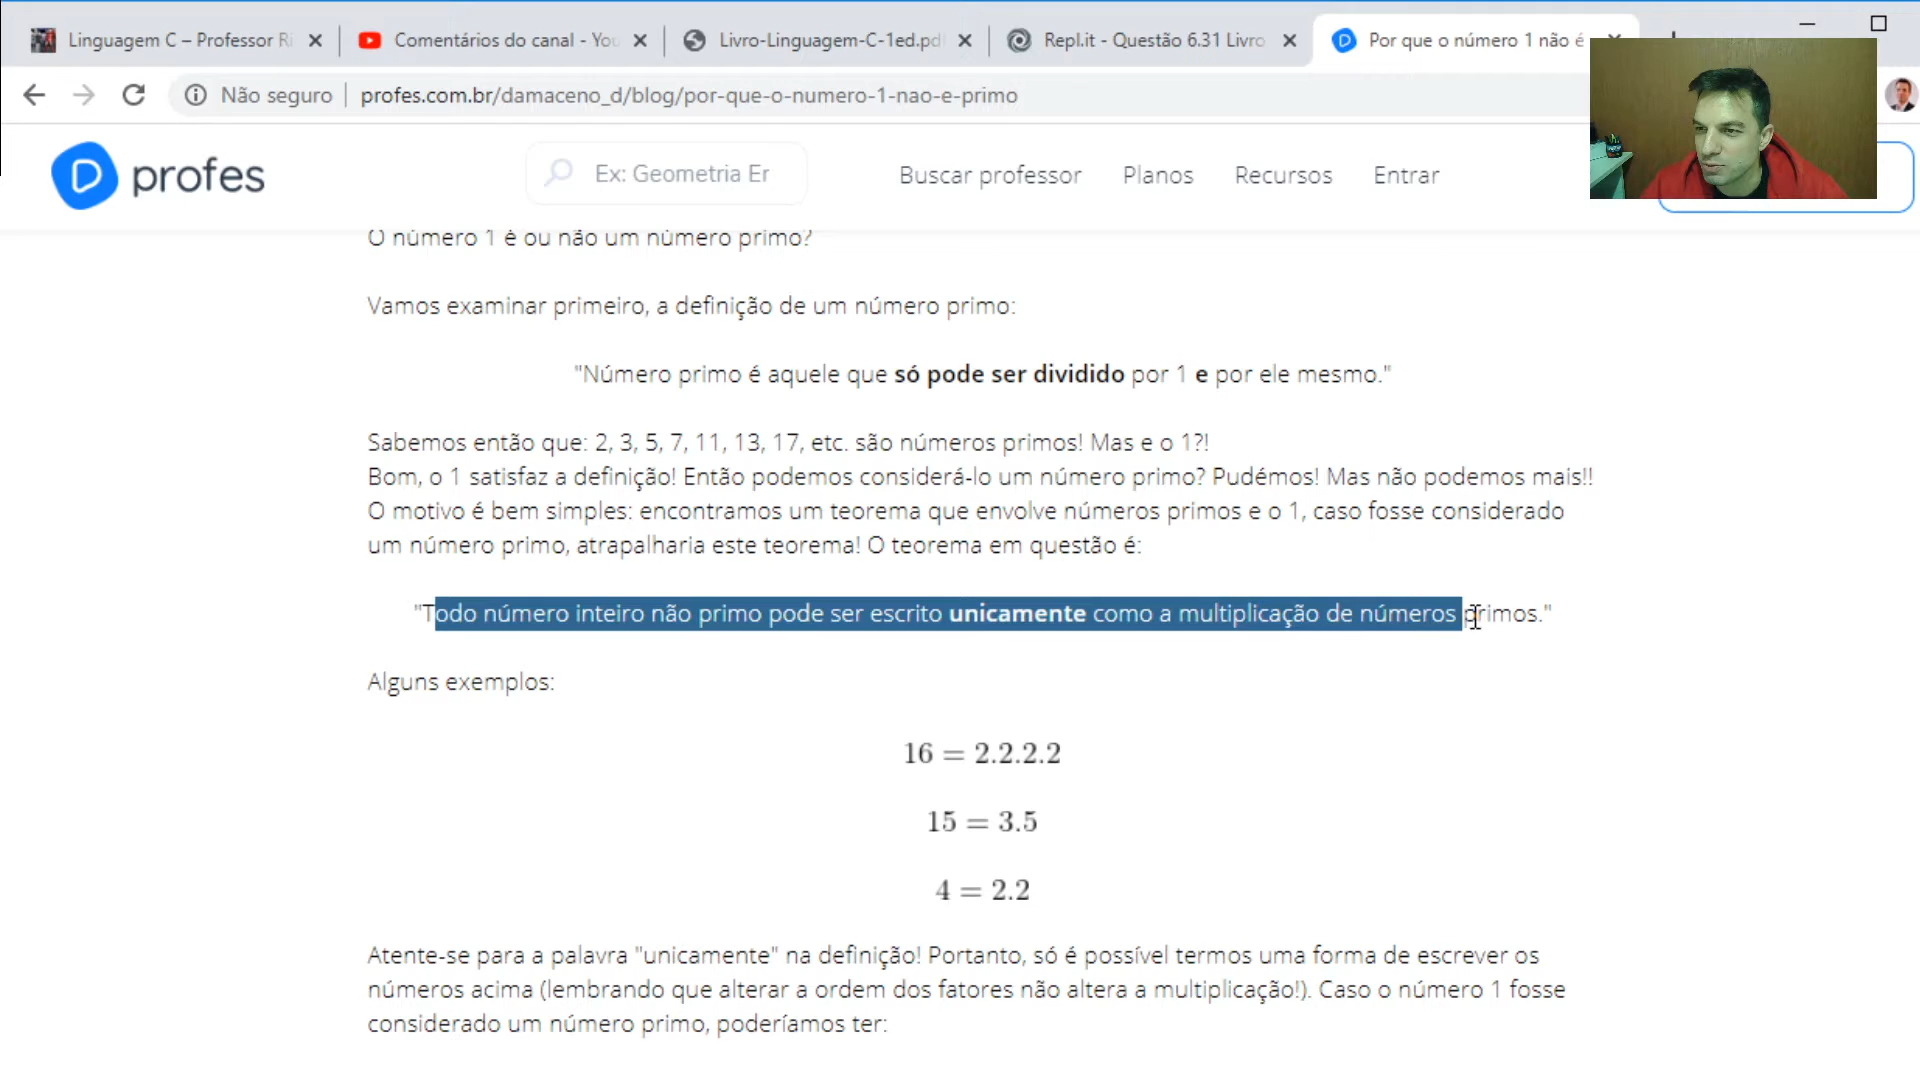 Linguagem C – Professor Ri
Comentários do canal - You
Livro-Linguagem-C-1ed.pdf
Repl.it - Questão 6.31 Livro
Por que o número 1 não é
Não seguro
profes.com.br/damaceno_d/blog/por-que-o-numero-1-nao-e-primo
profes
Ex: Geometria Er
Buscar professor
Planos
Recursos
Entrar
O número 1 é ou não um número primo?
Vamos examinar primeiro, a definição de um número primo:
"Número primo é aquele que só pode ser dividido por 1 e por ele mesmo."
Sabemos então que: 2, 3, 5, 7, 11, 13, 17, etc. são números primos! Mas e o 1?!
Bom, o 1 satisfaz a definição! Então podemos considerá-lo um número primo? Pudémos! Mas não podemos mais!!
O motivo é bem simples: encontramos um teorema que envolve números primos e o 1, caso fosse considerado
um número primo, atrapalharia este teorema! O teorema em questão é:
"Todo número inteiro não primo pode ser escrito unicamente como a multiplicação de números primos."
Alguns exemplos:
16 = 2.2.2.2
15 = 3.5
4 = 2.2
Atente-se para a palavra "unicamente" na definição! Portanto, só é possível termos uma forma de escrever os
números acima (lembrando que alterar a ordem dos fatores não altera a multiplicação!). Caso o número 1 fosse
considerado um número primo, poderíamos ter: